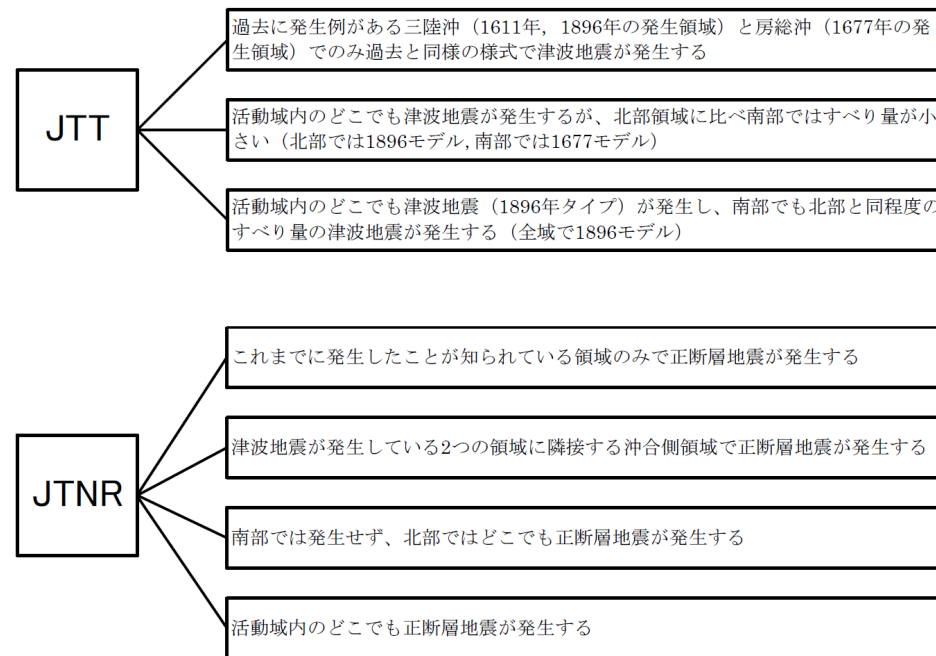 過去に発生例がある三陸沖（1611年，1896年の発生領域）と房総沖（1677年の発
生領域）でのみ過去と同様の様式で津波地震が発生する
JTT
活動域内のどこでも津波地震が発生するが、北部領域に比べ南部ではすべり量が小
さい（北部では1896モデル，南部では1677モデル）
活動域内のどこでも津波地震（1896年タイプ）が発生し、南部でも北部と同程度の
すべり量の津波地震が発生する（全域で1896モデル）
これまでに発生したことが知られている領域のみで正断層地震が発生する
津波地震が発生している2つの領域に隣接する沖合側領域で正断層地震が発生する
JTNR
南部では発生せず、北部ではどこでも正断層地震が発生する
活動域内のどこでも正断層地震が発生する